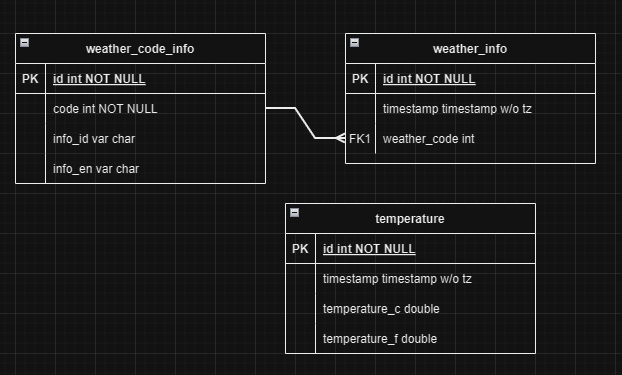 weather_code_info
PK id int NOT NULL
code int NOT NULL
info_id var char
info_en var char
weather_info
PK id int NOT NULL
timestamp timestamp w/o tz
FK1 weather_code int
temperature
PK id int NOT NULL
timestamp timestamp w/o tz
temperature_c double
temperature_f double